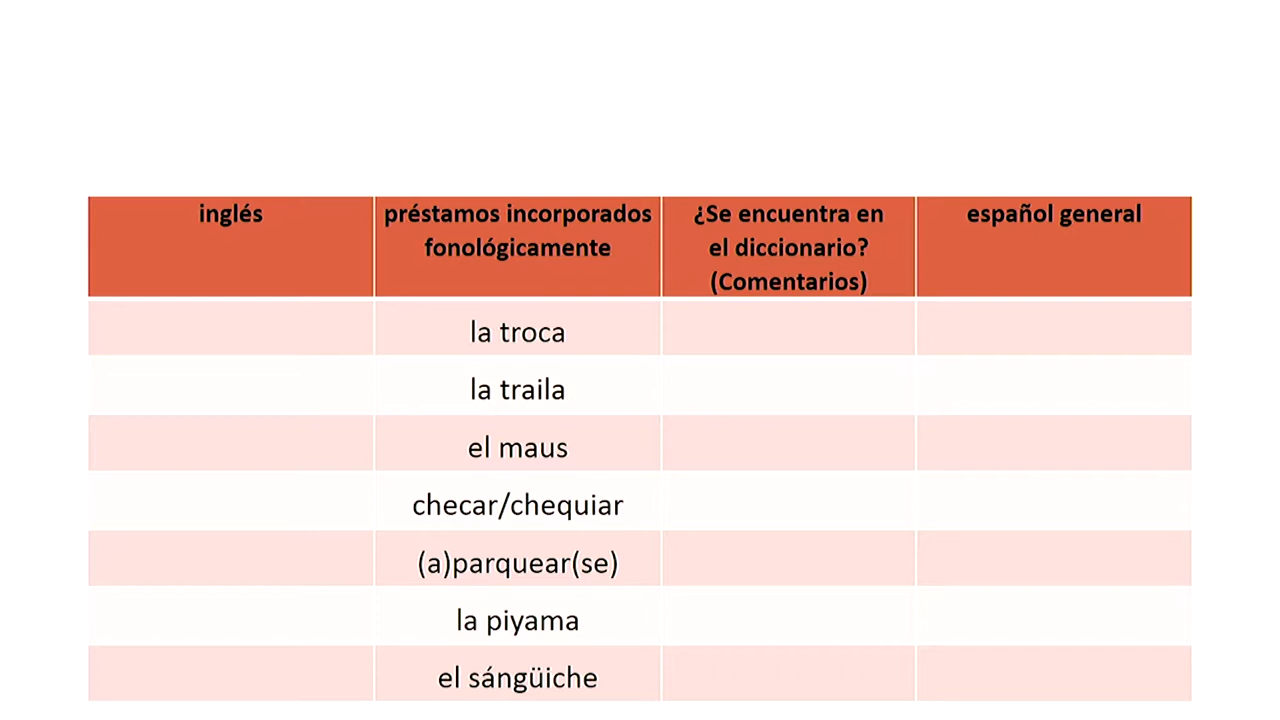 inglés
préstamos incorporados
fonológicamente
¿Se encuentra en
el diccionario?
(Comentarios)
español general
la troca
la traila
el maus
checar/chequiar
(a)parquear(se)
la piyama
el sángüiche